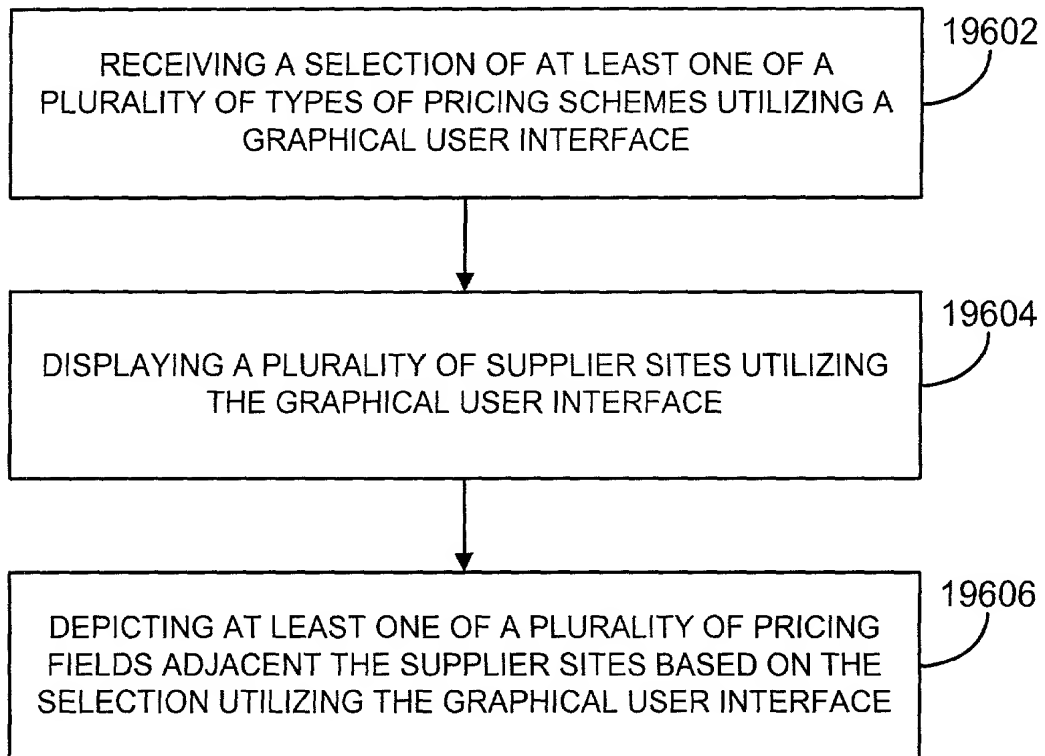 19602
RECEIVING A SELECTION OF AT LEAST ONE OF A
PLURALITY OF TYPES OF PRICING SCHEMES UTILIZING A
GRAPHICAL USER INTERFACE
19604
DISPLAYING A PLURALITY OF SUPPLIER SITES UTILIZING
THE GRAPHICAL USER INTERFACE
19606
DEPICTING AT LEAST ONE OF A PLURALITY OF PRICING
FIELDS ADJACENT THE SUPPLIER SITES BASED ON THE
SELECTION UTILIZING THE GRAPHICAL USER INTERFACE